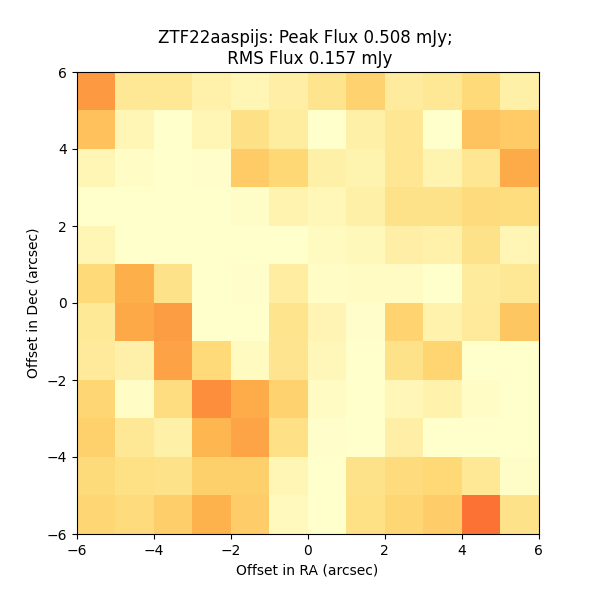 ZTF22aaspijs: Peak Flux 0.508 mJy;
RMS Flux 0.157 mJy
6
4
2
0
−2
−4
−6
Offset in Dec (arcsec)
−6 −4 −2 0 2 4 6
Offset in RA (arcsec)